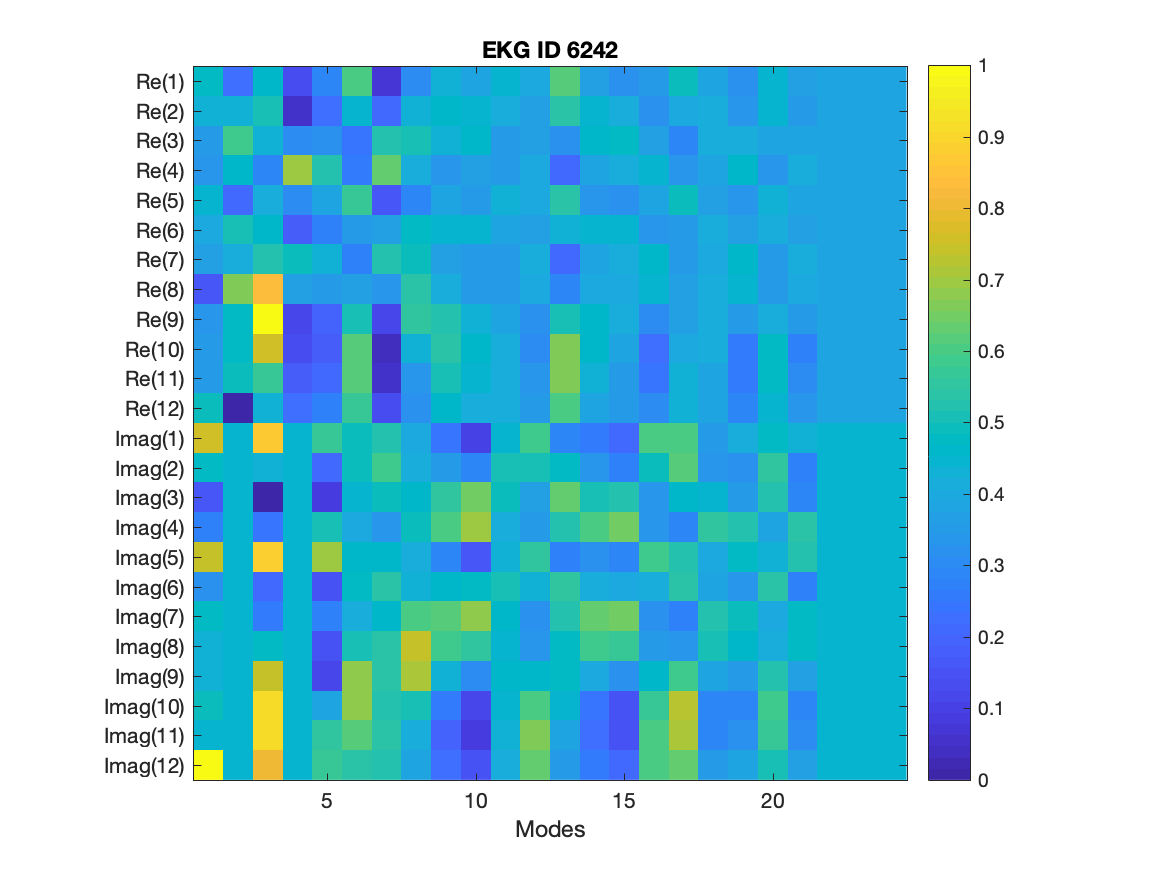 EKG ID 6242
Re(1)
Re(2)
Re(3)
Re(4)
Re(5)
Re(6)
Re(7)
Re(8)
Re(9)
Re(10)
Re(11)
Re(12)
Imag(1)
Imag(2)
Imag(3)
Imag(4)
Imag(5)
Imag(6)
Imag(7)
Imag(8)
Imag(9)
Imag(10)
Imag(11)
Imag(12)
5 10 15 20
Modes
1
0.9
0.8
0.7
0.6
0.5
0.4
0.3
0.2
0.1
0